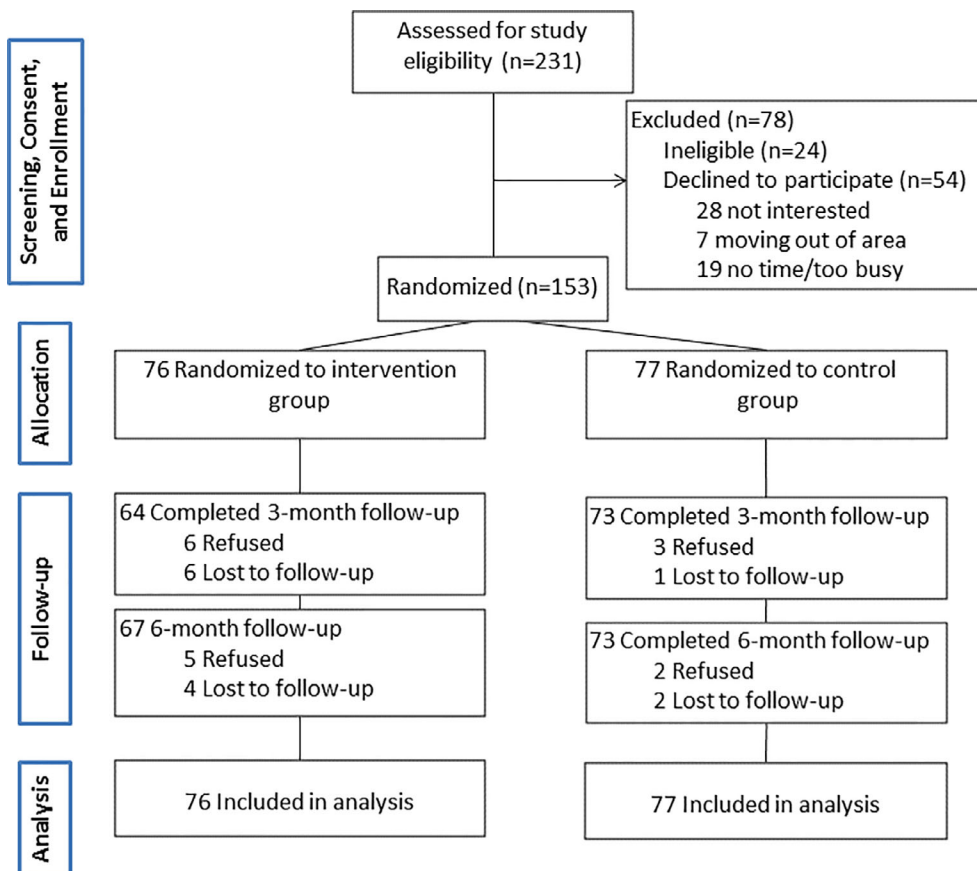 Screening, Consent,
and Enrollment
Assessed for study
eligibility (n=231)
Excluded (n=78)
Ineligible (n=24)
Declined to participate (n=54)
28 not interested
7 moving out of area
19 no time/too busy
Randomized (n=153)
Allocation
76 Randomized to intervention
group
77 Randomized to control
group
Follow-up
64 Completed 3-month follow-up
6 Refused
6 Lost to follow-up
73 Completed 3-month follow-up
3 Refused
1 Lost to follow-up
67 6-month follow-up
5 Refused
4 Lost to follow-up
73 Completed 6-month follow-up
2 Refused
2 Lost to follow-up
Analysis
76 Included in analysis
77 Included in analysis